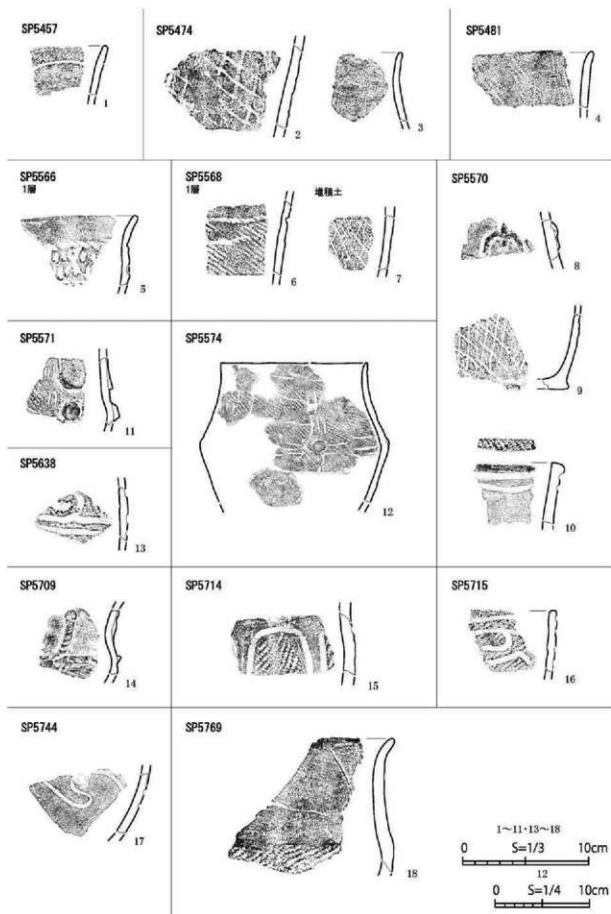 SP5457
1
SP5474
2
3
SP5481
4
SP5566
1層
5
SP5568
1層
6
堆積土
7
SP5570
8
9
10
SP5571
11
SP5574
12
SP5638
13
SP5709
14
SP5714
15
SP5715
16
SP5744
17
SP5769
18
1～11・13～18
0 S=1/3 10cm
12
0 S=1/4 10cm